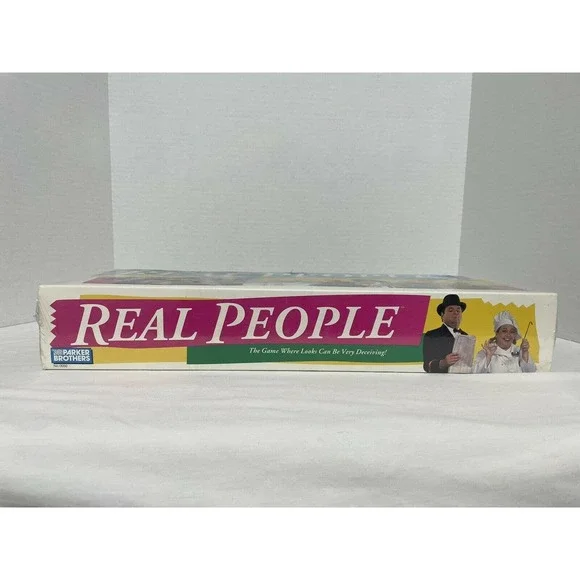 REAL PEOPLE
The Game Where Looks Can Be Very Deceiving!
PARKER
BROTHERS